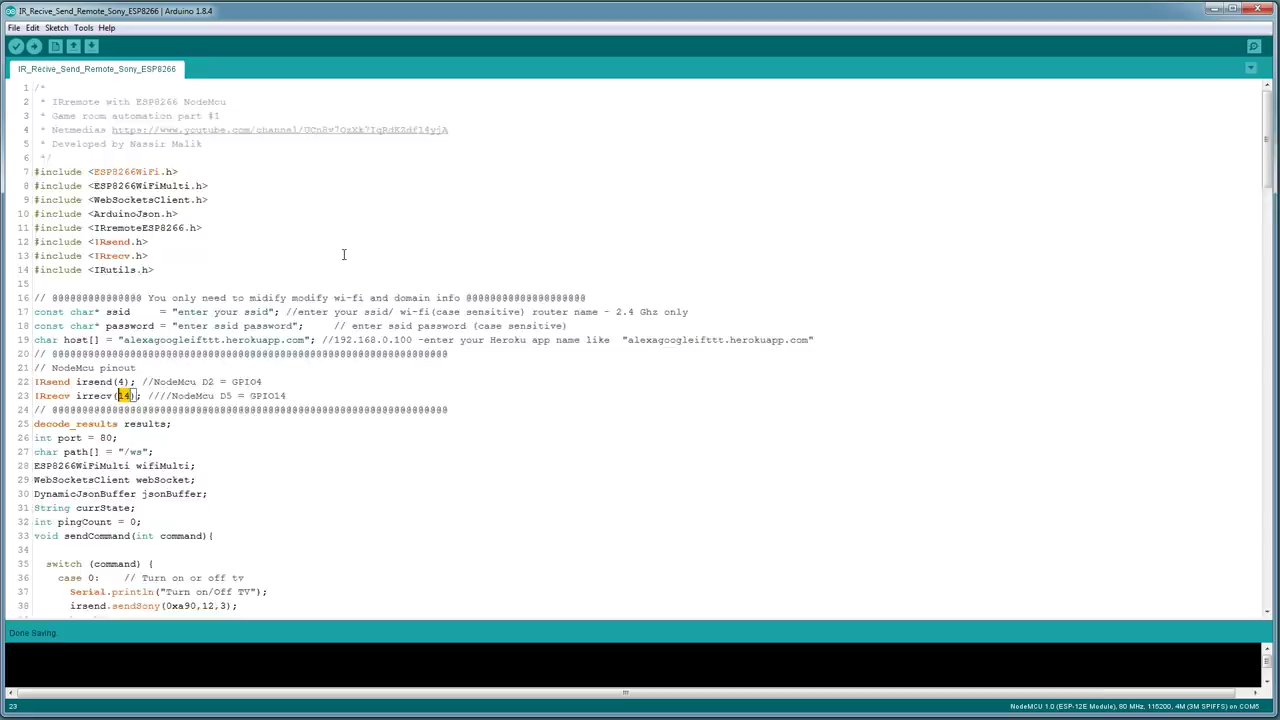 IR_Recive_Send_Remote_Sony_ESP8266 | Arduino 1.8.4
File Edit Sketch Tools Help
IR_Recive_Send_Remote_Sony_ESP8266
1 /*
2  * IRremote with ESP8266 NodeMcu
3  * Game room automation part #1
4  * Netmedias https://www.youtube.com/channel/
5  * Developed by Nassir Malik
6  */
7 #include <ESP8266WiFi.h>
8 #include <ESP8266WiFiMulti.h>
9 #include <WebSocketsClient.h>
10 #include <ArduinoJson.h>
11 #include <IRremoteESP8266.h>
12 #include <IRsend.h>
13 #include <IRrecv.h>
14 #include <IRutils.h>
15
16 // @@@@@@@@@@@@@@@ You only need to midify modify wi-fi and domain info @@@@@@@@@@@@@@@@@@@@
17 const char* ssid     = "enter your ssid"; //enter your ssid/ wi-fi(case sensitive) router name - 2.4 Ghz only
18 const char* password = "enter ssid password";     // enter ssid password (case sensitive)
19 char host[] = "alexagoogleifttt.herokuapp.com"; //192.168.0.100 -enter your Heroku app name like  "alexagoogleifttt.herokuapp.com"
20 // @@@@@@@@@@@@@@@@@@@@@@@@@@@@@@@@@@@@@@@@@@@@@@@@@@@@@@@@@@@@@@@@@@
21 // NodeMcu pinout
22 IRsend irsend(4); //NodeMcu D2 = GPIO4
23 IRrecv irrecv(14); ////NodeMcu D5 = GPIO14
24 // @@@@@@@@@@@@@@@@@@@@@@@@@@@@@@@@@@@@@@@@@@@@@@@@@@@@@@@@@@@@@@@@@@
25 decode_results results;
26 int port = 80;
27 char path[] = "/ws";
28 ESP8266WiFiMulti wifiMulti;
29 WebSocketsClient webSocket;
30 DynamicJsonBuffer jsonBuffer;
31 String currState;
32 int pingCount = 0;
33 void sendCommand(int command){
34
35   switch (command) {
36     case 0:    // Turn on or off tv
37       Serial.println("Turn on/Off TV");
38       irsend.sendSony(0xa90,12,3);
Done Saving.
23
NodeMCU 1.0 (ESP-12E Module), 80 MHz, 115200, 4M (3M SPIFFS) on COM5